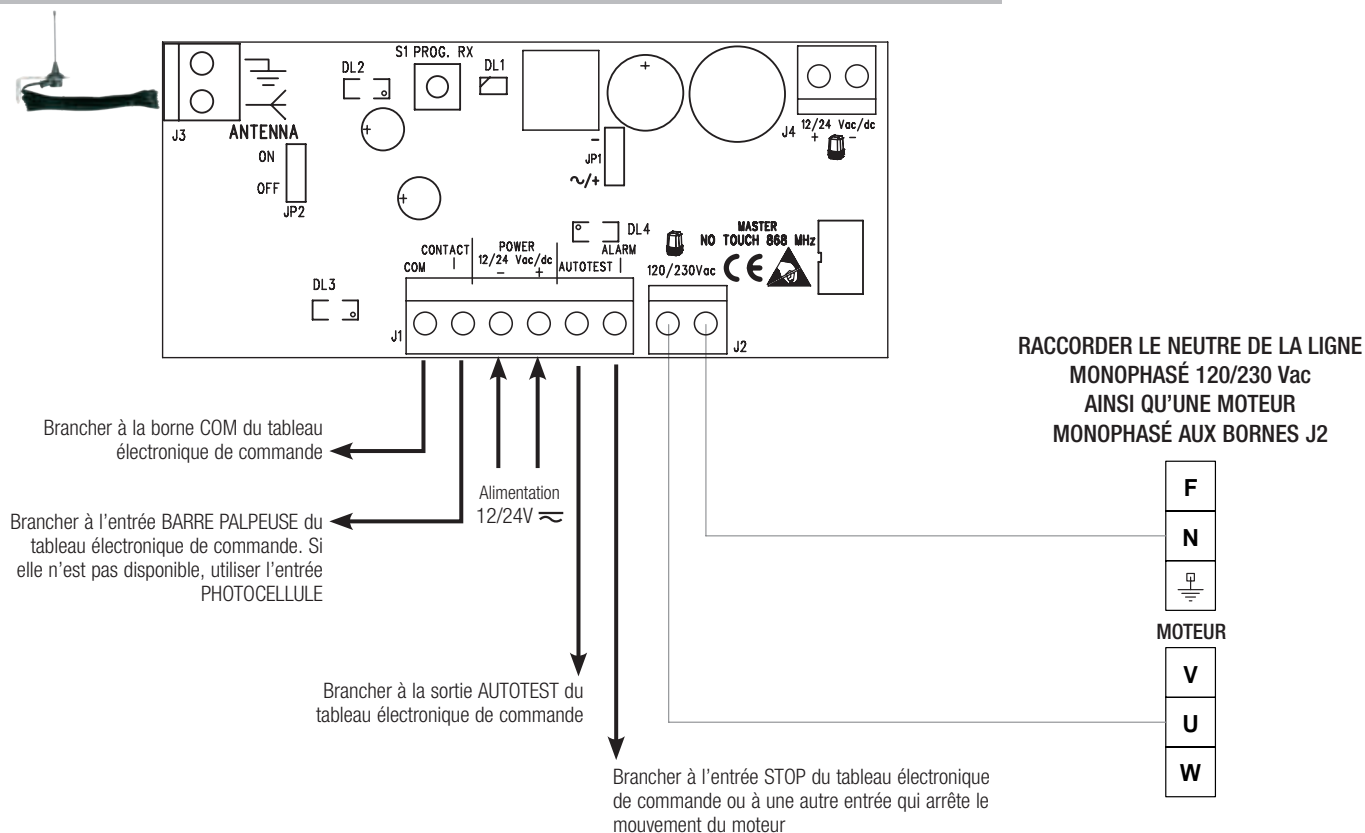 S1 PROG. RX
DL2
DL1
+
J3
ANTENNA
ON
OFF
JP2
+
+
-
JP1
~/+
J4
12/24 Vac/dc
+ -
DL4
MASTER
NO TOUCH 868 MHz
CE
CONTACT
COM
POWER
12/24 Vac/dc
- +
ALARM
AUTOTEST
120/230Vac
DL3
J1
J2
RACCORDER LE NEUTRE DE LA LIGNE
MONOPHASÉ 120/230 Vac
AINSI QU'UNE MOTEUR
MONOPHASÉ AUX BORNES J2
F
N
MOTEUR
V
U
W
Brancher à la borne COM du tableau
électronique de commande
Alimentation
12/24V
Brancher à l'entrée BARRE PALPEUSE du
tableau électronique de commande. Si
elle n'est pas disponible, utiliser l'entrée
PHOTOCELLULE
Brancher à la sortie AUTOTEST du
tableau électronique de commande
Brancher à l'entrée STOP du tableau électronique
de commande ou à une autre entrée qui arrête le
mouvement du moteur